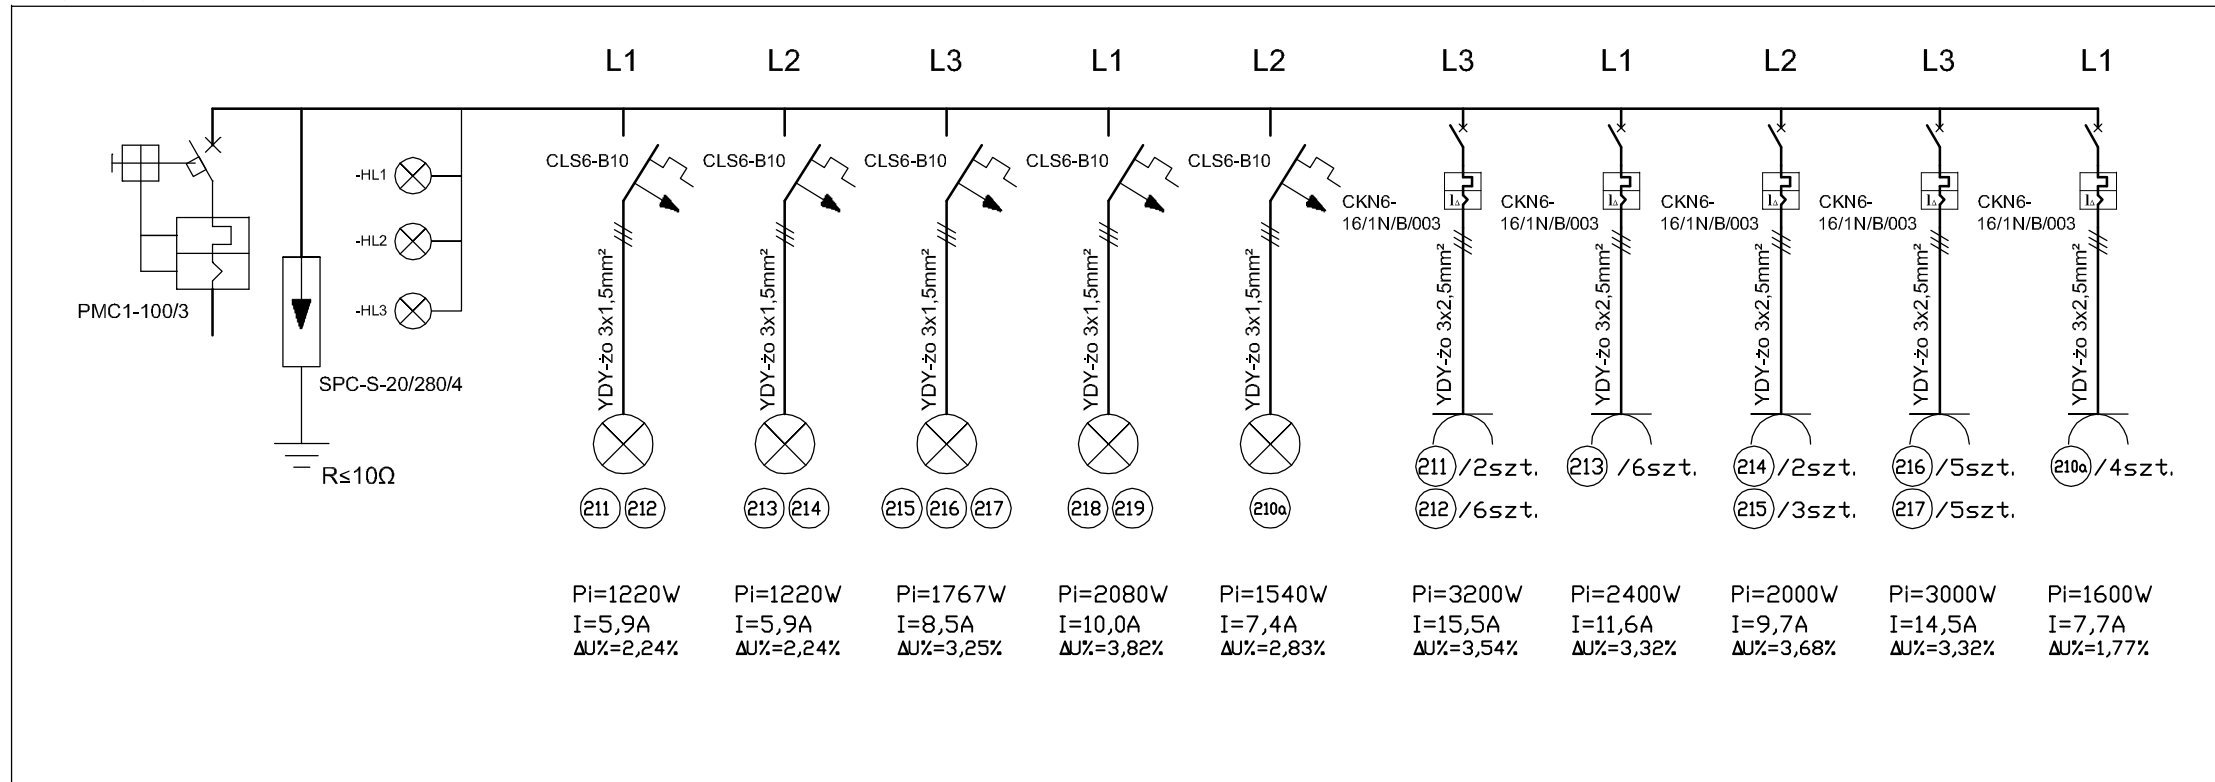 L1 L2 L3 L1 L2 L3 L1 L2 L3 L1
CLS6-B10 CLS6-B10 CLS6-B10 CLS6-B10 CLS6-B10
-HL1
-HL2
-HL3
PMC1-100/3
SPC-S-20/280/4
R≤10Ω
CKN6- CKN6- CKN6- CKN6- CKN6-
16/1N/B/003 16/1N/B/003 16/1N/B/003 16/1N/B/003 16/1N/B/003
I∆ I∆ I∆ I∆ I∆
YDY-żo 3x1,5mm²
YDY-żo 3x1,5mm²
YDY-żo 3x1,5mm²
YDY-żo 3x1,5mm²
YDY-żo 3x1,5mm²
YDY-żo 3x2,5mm²
YDY-żo 3x2,5mm²
YDY-żo 3x2,5mm²
YDY-żo 3x2,5mm²
YDY-żo 3x2,5mm²
211 /2szt. 213 /6szt. 214 /2szt. 216 /5szt. 210a /4szt.
211 212 213 214 215 216 217 218 219 210a 212 /6szt. 215 /3szt. 217 /5szt.
Pi=1220W Pi=1220W Pi=1767W Pi=2080W Pi=1540W Pi=3200W Pi=2400W Pi=2000W Pi=3000W Pi=1600W
I=5,9A I=5,9A I=8,5A I=10,0A I=7,4A I=15,5A I=11,6A I=9,7A I=14,5A I=7,7A
ΔU%=2,24% ΔU%=2,24% ΔU%=3,25% ΔU%=3,82% ΔU%=2,83% ΔU%=3,54% ΔU%=3,32% ΔU%=3,68% ΔU%=3,32% ΔU%=1,77%